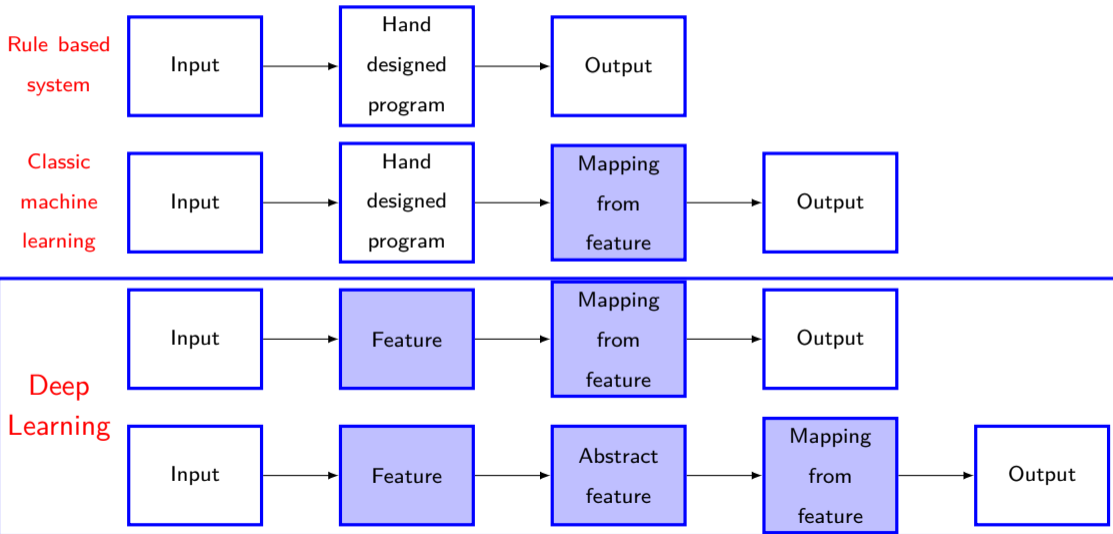 Rule based
system
Input
Hand
designed
program
Output
Classic
machine
learning
Input
Hand
designed
program
Mapping
from
feature
Output
Deep
Learning
Input
Feature
Mapping
from
feature
Output
Input
Feature
Abstract
feature
Mapping
from
feature
Output